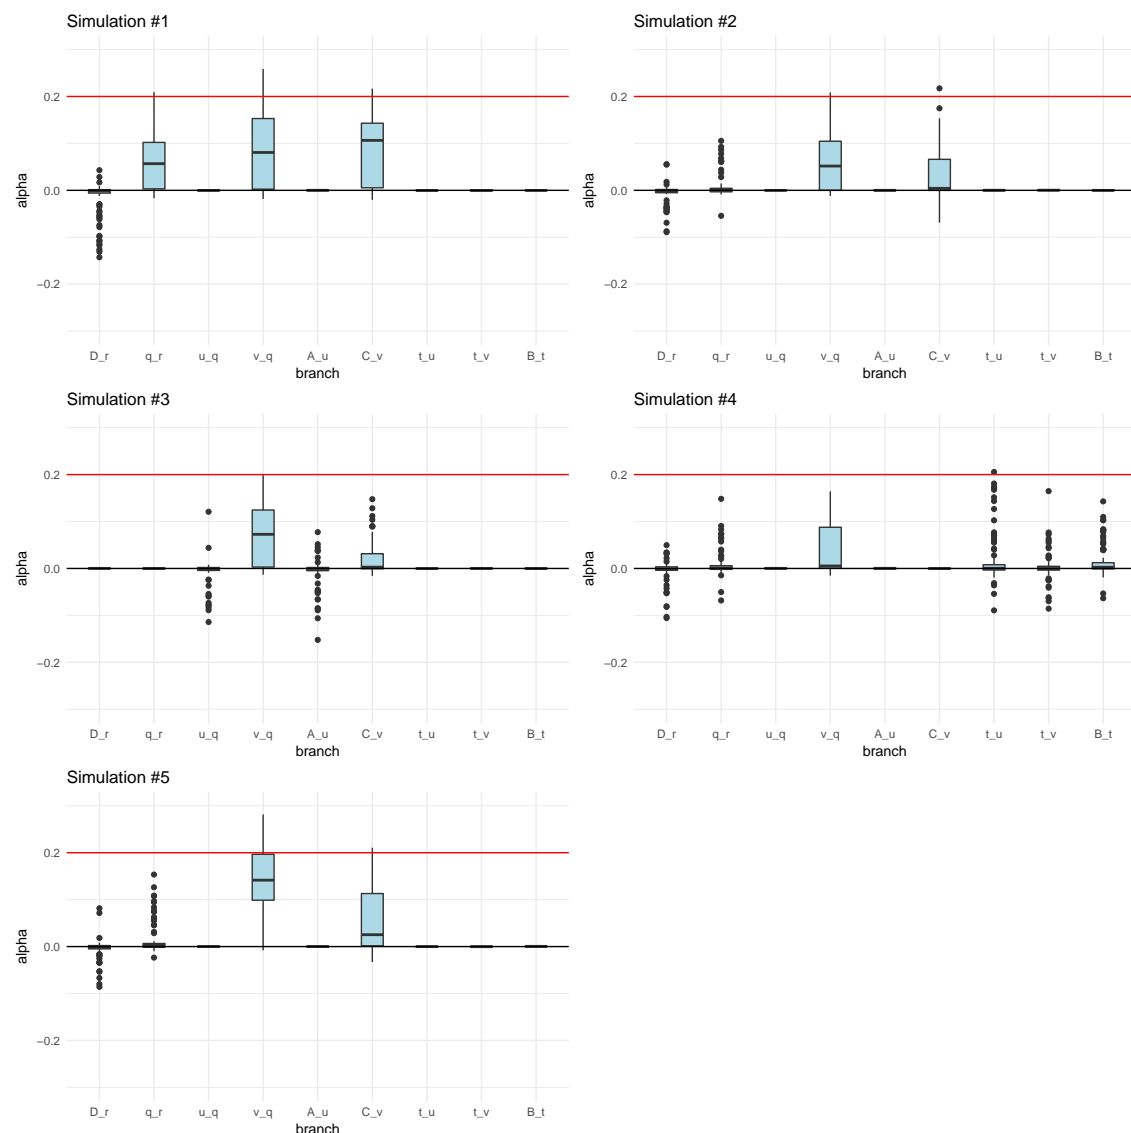 Simulation #1
alpha
0.2
0.0
−0.2
D_r q_r u_q v_q A_u C_v t_u t_v B_t
branch
Simulation #2
alpha
0.2
0.0
−0.2
D_r q_r u_q v_q A_u C_v t_u t_v B_t
branch
Simulation #3
alpha
0.2
0.0
−0.2
D_r q_r u_q v_q A_u C_v t_u t_v B_t
branch
Simulation #4
alpha
0.2
0.0
−0.2
D_r q_r u_q v_q A_u C_v t_u t_v B_t
branch
Simulation #5
alpha
0.2
0.0
−0.2
D_r q_r u_q v_q A_u C_v t_u t_v B_t
branch